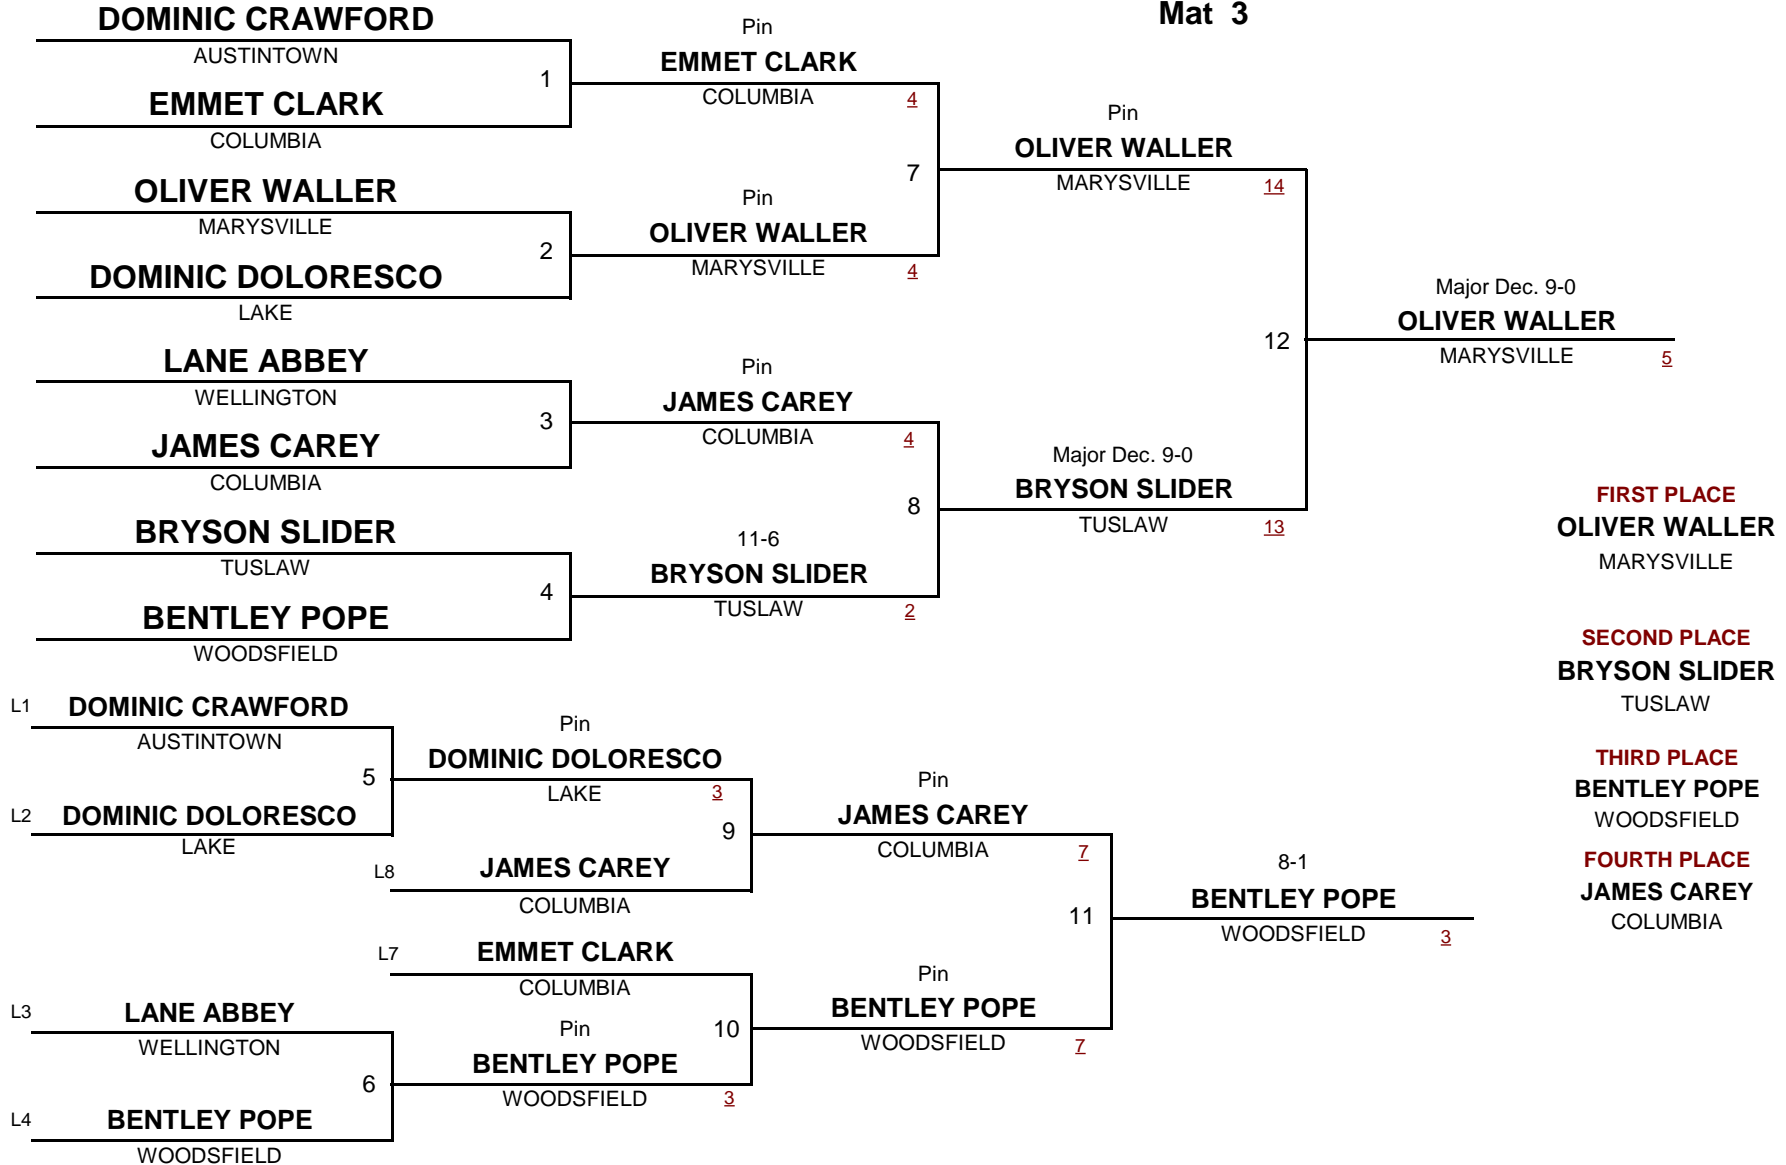 Mat 3
DOMINIC CRAWFORD
AUSTINTOWN
1
EMMET CLARK
COLUMBIA
OLIVER WALLER
MARYSVILLE
2
DOMINIC DOLORESCO
LAKE
LANE ABBEY
WELLINGTON
3
JAMES CAREY
COLUMBIA
BRYSON SLIDER
TUSLAW
4
BENTLEY POPE
WOODSFIELD
Pin
EMMET CLARK
COLUMBIA 4
7
Pin
OLIVER WALLER
MARYSVILLE 4
Pin
JAMES CAREY
COLUMBIA 4
8
11-6
BRYSON SLIDER
TUSLAW 2
Pin
OLIVER WALLER
MARYSVILLE 14
12
Major Dec. 9-0
BRYSON SLIDER
TUSLAW 13
Major Dec. 9-0
OLIVER WALLER
MARYSVILLE 5
FIRST PLACE
OLIVER WALLER
MARYSVILLE
SECOND PLACE
BRYSON SLIDER
TUSLAW
THIRD PLACE
BENTLEY POPE
WOODSFIELD
FOURTH PLACE
JAMES CAREY
COLUMBIA
L1 DOMINIC CRAWFORD
AUSTINTOWN
5
L2 DOMINIC DOLORESCO
LAKE
L3 LANE ABBEY
WELLINGTON
6
L4 BENTLEY POPE
WOODSFIELD
Pin
DOMINIC DOLORESCO
LAKE 3
9
L8 JAMES CAREY
COLUMBIA
L7 EMMET CLARK
COLUMBIA
10
Pin
BENTLEY POPE
WOODSFIELD 3
Pin
JAMES CAREY
COLUMBIA 7
11
Pin
BENTLEY POPE
WOODSFIELD 7
8-1
BENTLEY POPE
WOODSFIELD 3